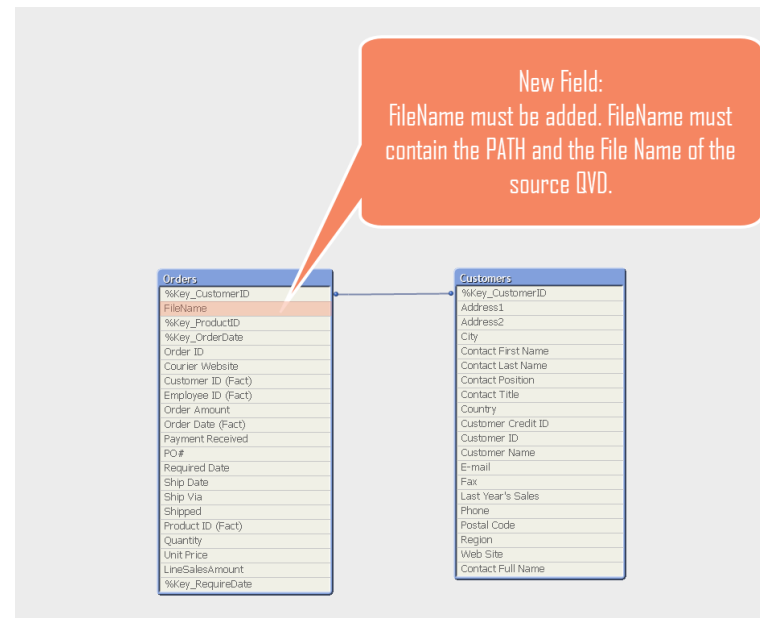 New Field:
FileName must be added. FileName must
contain the PATH and the File Name of the
source QVD.
Orders
%Key_CustomerID
FileName
%Key_ProductID
%Key_OrderDate
Order ID
Courier Website
Customer ID (Fact)
Employee ID (Fact)
Order Amount
Order Date (Fact)
Payment Received
PO#
Required Date
Ship Date
Ship Via
Shipped
Product ID (Fact)
Quantity
Unit Price
LineSalesAmount
%Key_RequireDate
Customers
%Key_CustomerID
Address1
Address2
City
Contact First Name
Contact Last Name
Contact Position
Contact Title
Country
Customer Credit ID
Customer ID
Customer Name
E-mail
Fax
Last Year's Sales
Phone
Postal Code
Region
Web Site
Contact Full Name